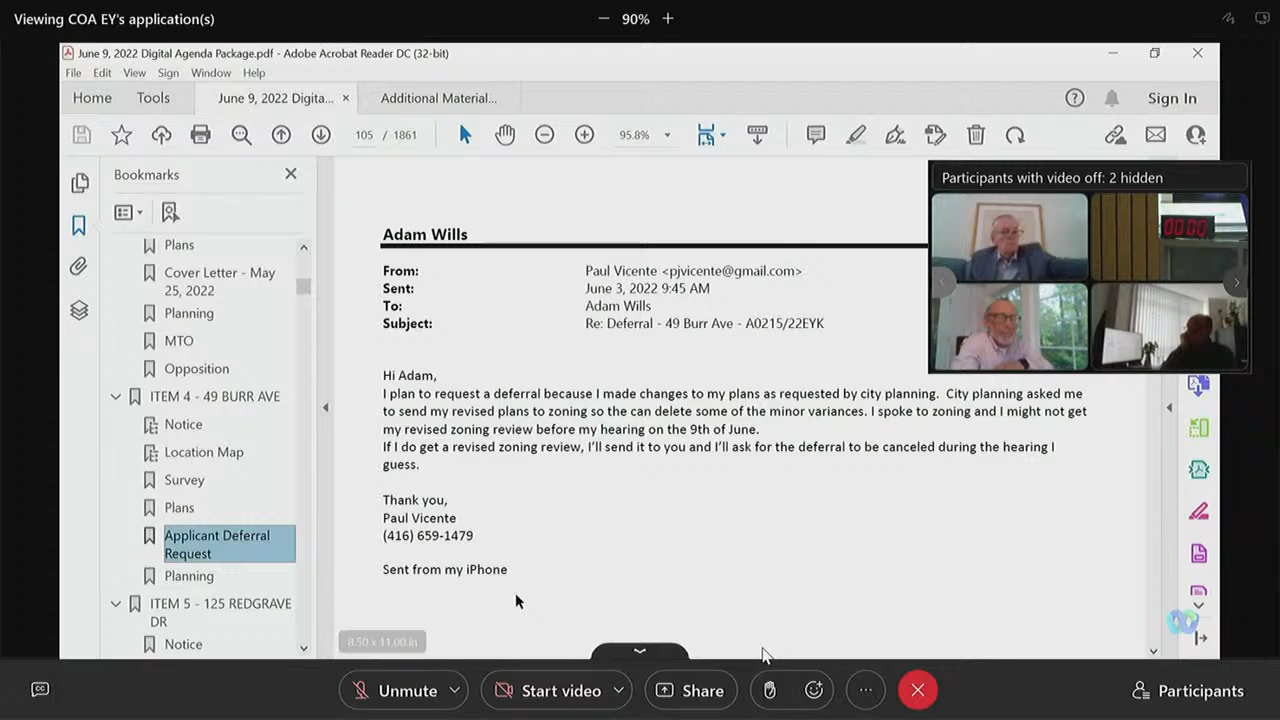 Viewing COA EY's application(s)
90%
June 9, 2022 Digital Agenda Package.pdf - Adobe Acrobat Reader DC (32-bit)
File Edit View Sign Window Help
Home Tools June 9, 2022 Digita... × Additional Material... Sign In
105 / 1861 95.8%
Bookmarks
Participants with video off: 2 hidden
00:00
Plans
Cover Letter - May
25, 2022
Planning
MTO
Opposition
ITEM 4 - 49 BURR AVE
Notice
Location Map
Survey
Plans
Applicant Deferral
Request
Planning
ITEM 5 - 125 REDGRAVE
DR
Notice
Adam Wills
From: Paul Vicente <pjvicente@gmail.com>
Sent: June 3, 2022 9:45 AM
To: Adam Wills
Subject: Re: Deferral - 49 Burr Ave - A0215/22EYK
Hi Adam,
I plan to request a deferral because I made changes to my plans as requested by city planning. City planning asked me
to send my revised plans to zoning so the can delete some of the minor variances. I spoke to zoning and I might not get
my revised zoning review before my hearing on the 9th of June.
If I do get a revised zoning review, I'll send it to you and I'll ask for the deferral to be canceled during the hearing I
guess.
Thank you,
Paul Vicente
(416) 659-1479
Sent from my iPhone
8.50 x 11.00 in
CC
Unmute Start video Share Participants